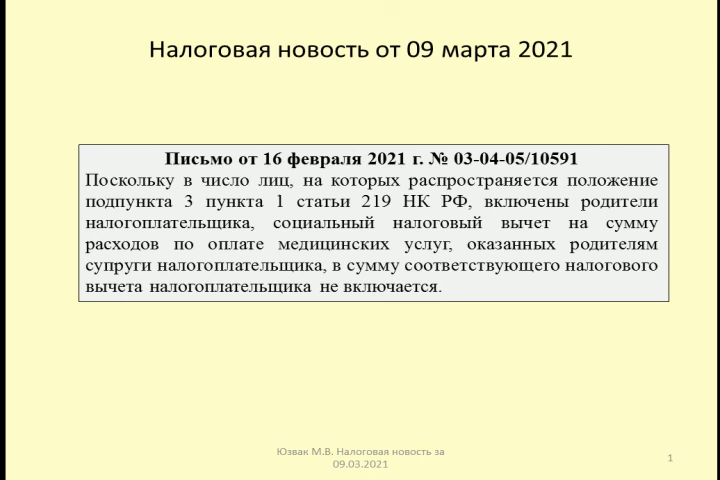 Налоговая новость от 09 марта 2021
Письмо от 16 февраля 2021 г. № 03-04-05/10591
Поскольку в число лиц, на которых распространяется положение
подпункта 3 пункта 1 статьи 219 НК РФ, включены родители
налогоплательщика, социальный налоговый вычет на сумму
расходов по оплате медицинских услуг, оказанных родителям
супруги налогоплательщика, в сумму соответствующего налогового
вычета налогоплательщика не включается.
Юзвак М.В. Налоговая новость за
09.03.2021
1